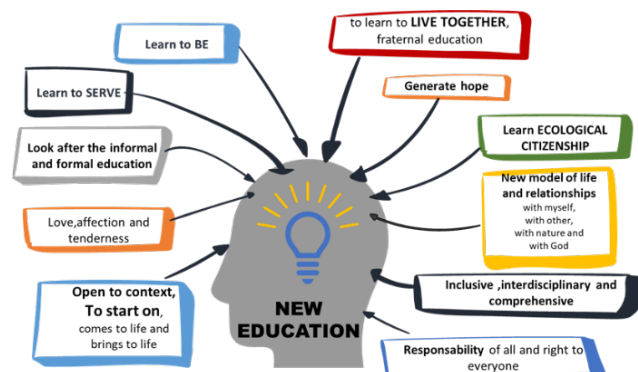 to learn to LIVE TOGETHER,
fraternal education
Learn to BE
Generate hope
Learn to SERVE
Learn ECOLOGICAL
CITIZENSHIP
Look after the informal
and formal education
New model of life
and relationships
with myself,
with other,
with nature and
with God
Love,affection and
tenderness
Inclusive ,interdisciplinary and
comprehensive
Open to context,
To start on,
comes to life and
brings to life
NEW
EDUCATION
Responsability of all and right to
everyone